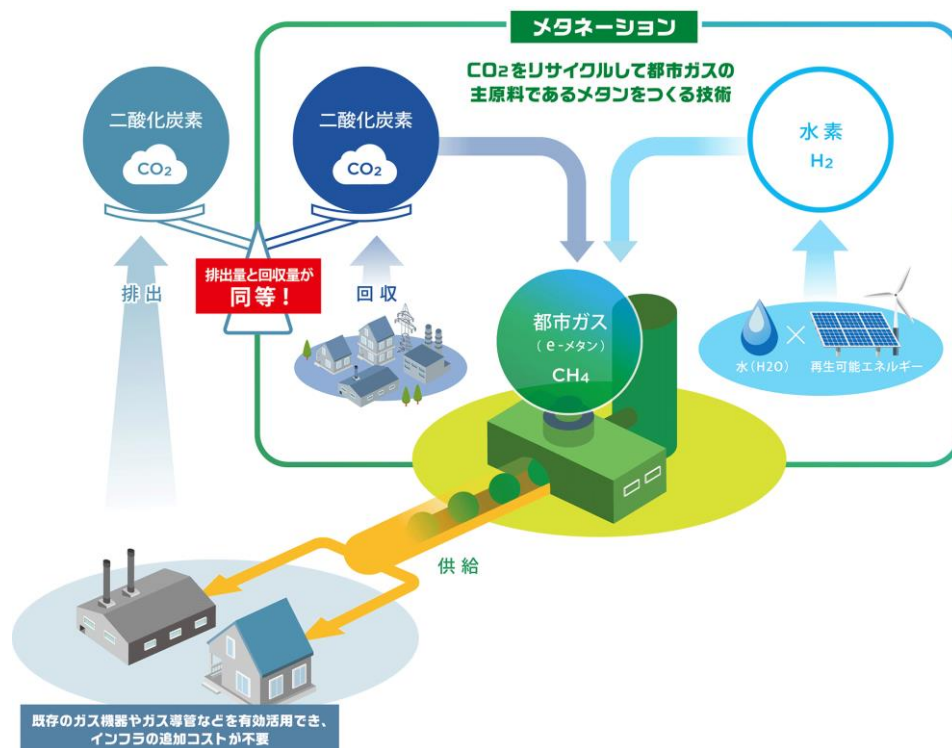 メタネーション
CO2をリサイクルして都市ガスの
主原料であるメタンをつくる技術
二酸化炭素
CO2
二酸化炭素
CO2
水素
H2
排出量と回収量が
同等!
排出
回収
都市ガス
(e-メタン)
CH4
水(H2O)
×
再生可能エネルギー
供給
既存のガス機器やガス導管などを有効活用でき、
インフラの追加コストが不要